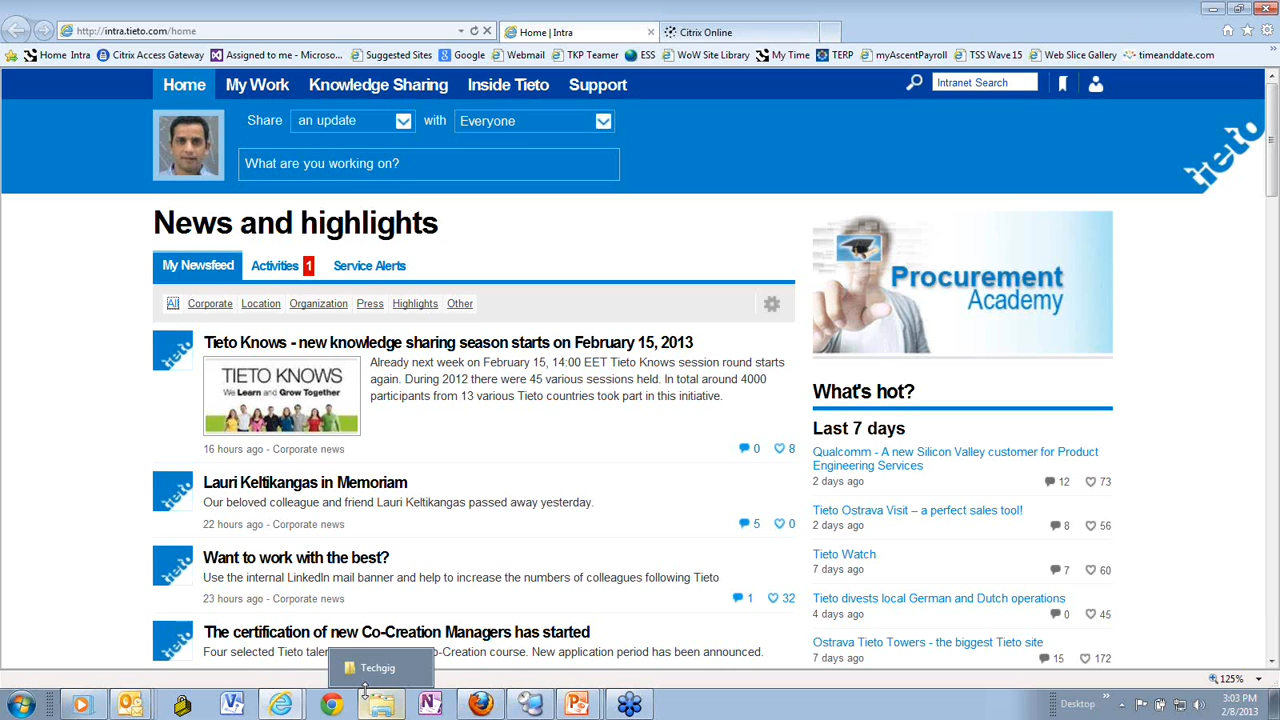 http://intra.tieto.com/home
Home | Intra
Citrix Online
Home Intra
Citrix Access Gateway
Assigned to me - Microso...
Suggested Sites
Google
Webmail
TKP Teamer
ESS
WoW Site Library
My Time
TERP
myAscentPayroll
TSS Wave 15
Web Slice Gallery
timeanddate.com
Home
My Work
Knowledge Sharing
Inside Tieto
Support
Intranet Search
Share
an update
with
Everyone
What are you working on?
tieto
News and highlights
My Newsfeed
Activities 1
Service Alerts
All
Corporate
Location
Organization
Press
Highlights
Other
Procurement
Academy
tieto
Tieto Knows - new knowledge sharing season starts on February 15, 2013
TIETO KNOWS
We Learn and Grow Together
Already next week on February 15, 14:00 EET Tieto Knows session round starts
again. During 2012 there were 45 various sessions held. In total around 4000
participants from 13 various Tieto countries took part in this initiative.
16 hours ago - Corporate news
0
8
tieto
Lauri Keltikangas in Memoriam
Our beloved colleague and friend Lauri Keltikangas passed away yesterday.
22 hours ago - Corporate news
5
0
tieto
Want to work with the best?
Use the internal LinkedIn mail banner and help to increase the numbers of colleagues following Tieto
23 hours ago - Corporate news
1
32
tieto
The certification of new Co-Creation Managers has started
Four selected Tieto taler
o-Creation course. New application period has been announced.
What's hot?
Last 7 days
Qualcomm - A new Silicon Valley customer for Product
Engineering Services
2 days ago
12
73
Tieto Ostrava Visit – a perfect sales tool!
2 days ago
8
56
Tieto Watch
7 days ago
7
60
Tieto divests local German and Dutch operations
4 days ago
0
45
Ostrava Tieto Towers - the biggest Tieto site
7 days ago
15
172
Techgig
125%
Desktop
3:03 PM
2/8/2013